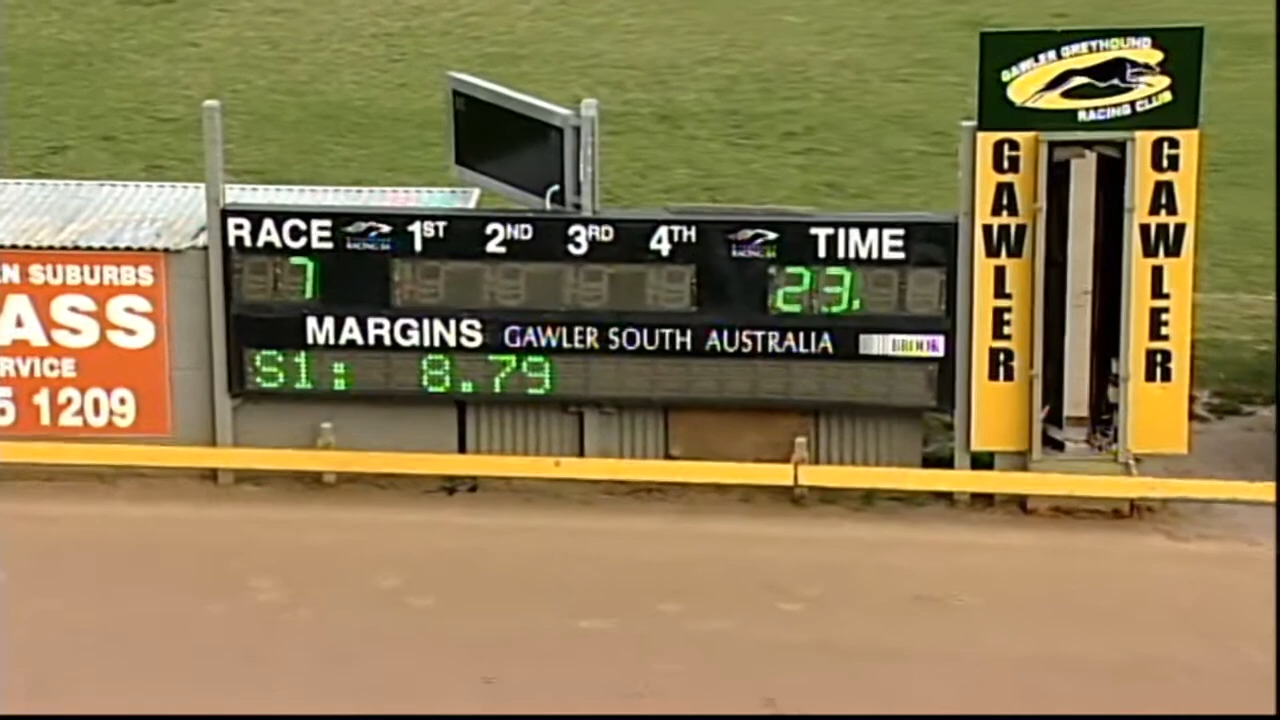 GAWLER GREYHOUND
RACING CLUB
GAWLER
GAWLER
RACE 1ST 2ND 3RD 4TH TIME
7 23.
MARGINS GAWLER SOUTH AUSTRALIA
S1: 8.79
N SUBURBS
ASS
RVICE
5 1209